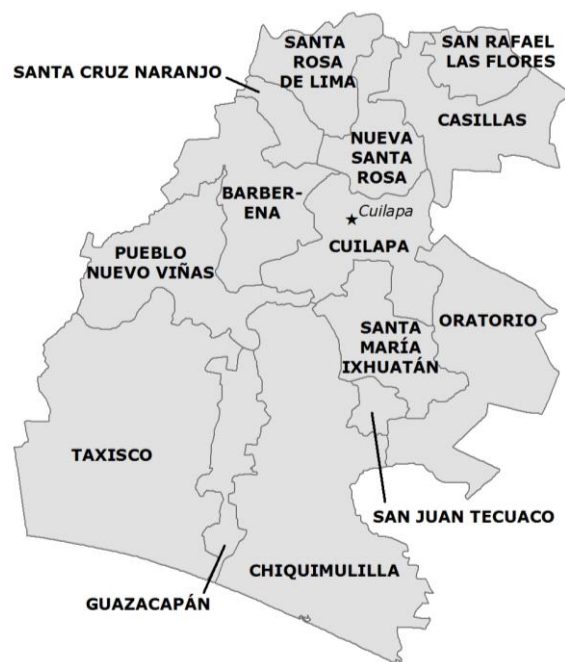 SANTA
ROSA
DE LIMA
SAN RAFAEL
LAS FLORES
SANTA CRUZ NARANJO
CASILLAS
NUEVA
SANTA
ROSA
BARBER-
ENA
Cuilapa
CUILAPA
PUEBLO
NUEVO VIÑAS
ORATORIO
SANTA
MARÍA
IXHUATÁN
TAXISCO
SAN JUAN TECUACO
CHIQUIMULILLA
GUAZACAPÁN